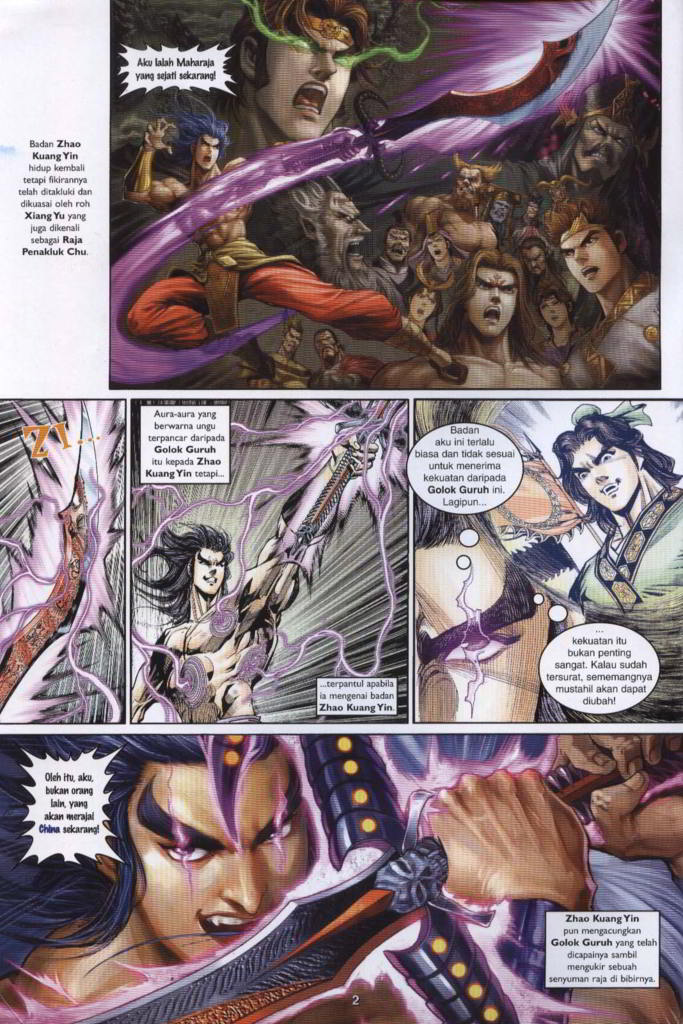 Aku Ialah Maharaja
yang sejati sekarang!
Badan Zhao
Kuang Yin
hidup kembali
tetapi fikirannya
telah ditakluki dan
dikuasai oleh roh
Xiang Yu yang
juga dikenali
sebagai Raja
Penakluk Chu.
ZI...
Aura-aura yang
berwarna ungu
terpancar daripada
Golok Guruh
itu kepada Zhao
Kuang Yin tetapi...
...terpantul apabila
ia mengenai badan
Zhao Kuang Yin.
Badan
aku ini terlalu
biasa dan tidak sesuai
untuk menerima
kekuatan daripada
Golok Guruh ini.
Lagipun...
...
kekuatan itu
bukan penting
sangat. Kalau sudah
tersurat, sememangnya
mustahil akan dapat
diubah!
Oleh itu, aku,
bukan orang
lain, yang
akan merajai
China sekarang!
Zhao Kuang Yin
pun mengacungkan
Golok Guruh yang telah
dicapainya sambil
mengukir sebuah
senyuman raja di bibirnya.
2